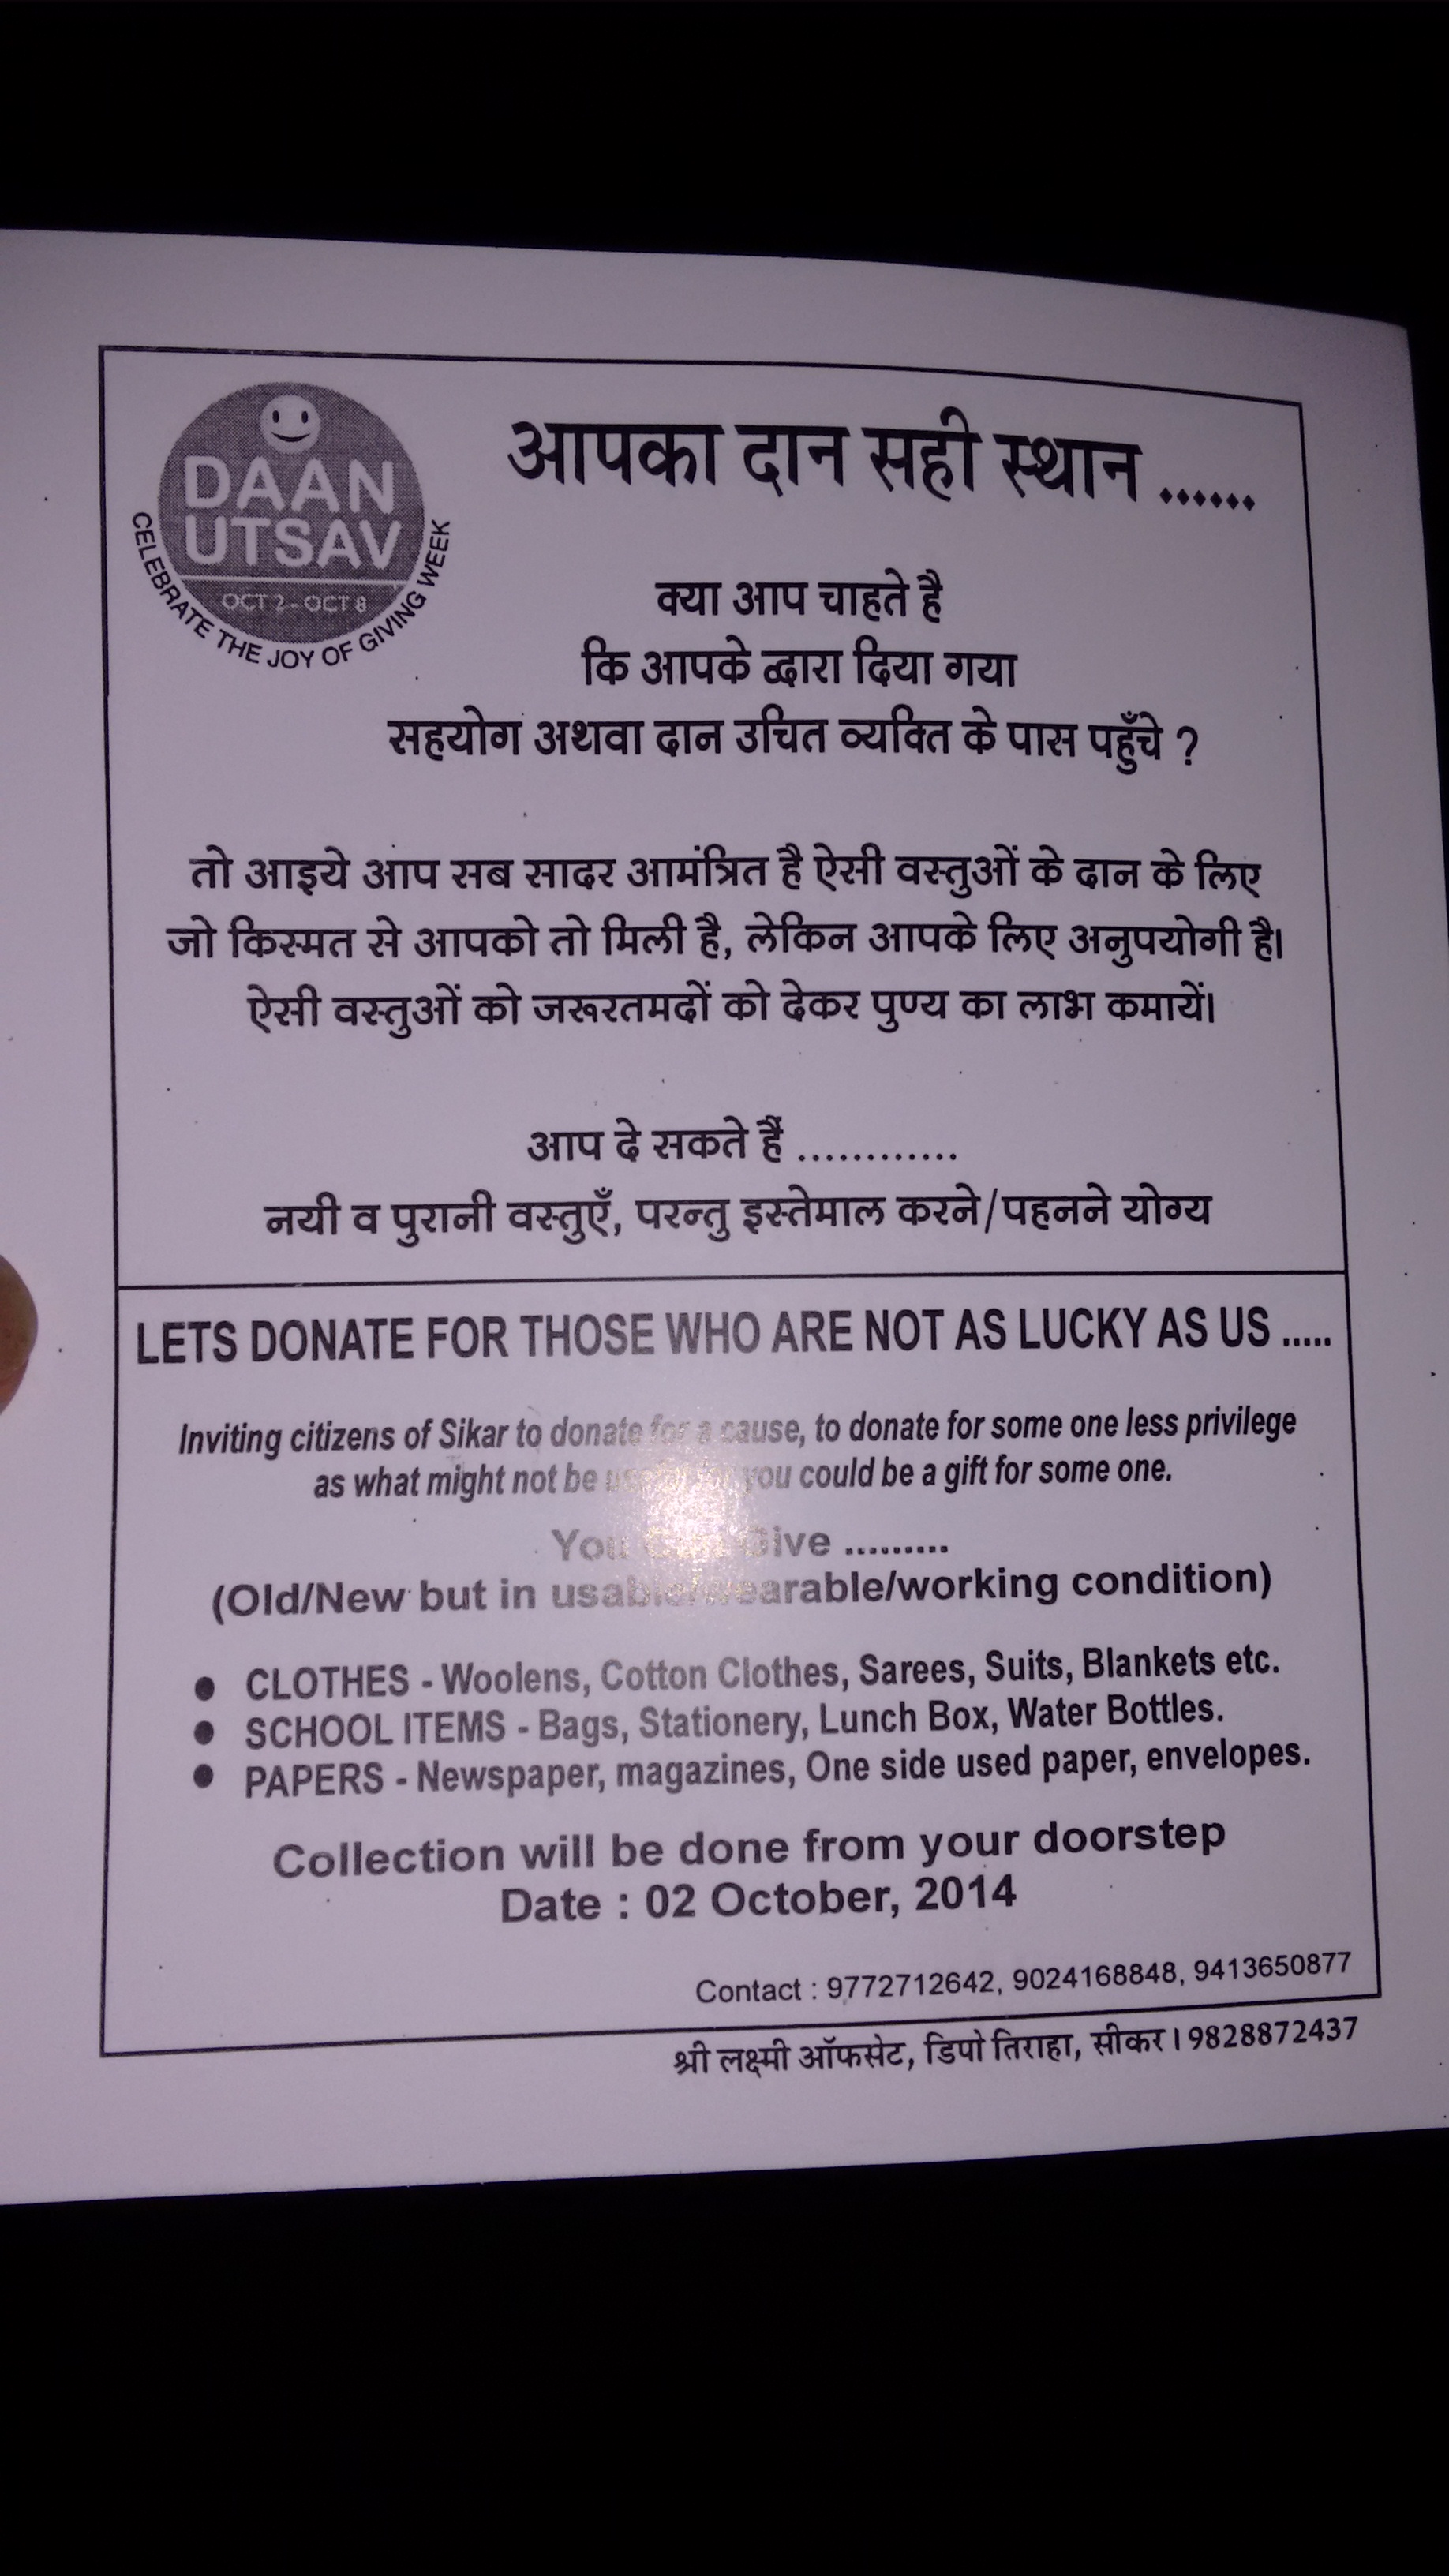 DAAN
UTSAV
OCT 2 - OCT 8
CELEBRATE THE JOY OF GIVING WEEK
आपका दान सही स्थान ......
क्या आप चाहते है
कि आपके द्वारा दिया गया
सहयोग अथवा दान उचित व्यक्ति के पास पहुँचे ?
तो आइये आप सब सादर आमंत्रित है ऐसी वस्तुओं के दान के लिए
जो किस्मत से आपको तो मिली है, लेकिन आपके लिए अनुपयोगी है।
ऐसी वस्तुओं को जरूरतमदों को देकर पुण्य का लाभ कमायें।
आप दे सकते हैं ............
नयी व पुरानी वस्तुएँ, परन्तु इस्तेमाल करने/पहनने योग्य
LETS DONATE FOR THOSE WHO ARE NOT AS LUCKY AS US .....
Inviting citizens of Sikar to donate for a cause, to donate for some one less privilege
as what might not be you could be a gift for some one.
You Can Give .........
(Old/New but in usable/wearable/working condition)
● CLOTHES - Woolens, Cotton Clothes, Sarees, Suits, Blankets etc.
● SCHOOL ITEMS - Bags, Stationery, Lunch Box, Water Bottles.
● PAPERS - Newspaper, magazines, One side used paper, envelopes.
Collection will be done from your doorstep
Date : 02 October, 2014
Contact : 9772712642, 9024168848, 9413650877
श्री लक्ष्मी ऑफसेट, डिपो तिराहा, सीकर। 9828872437